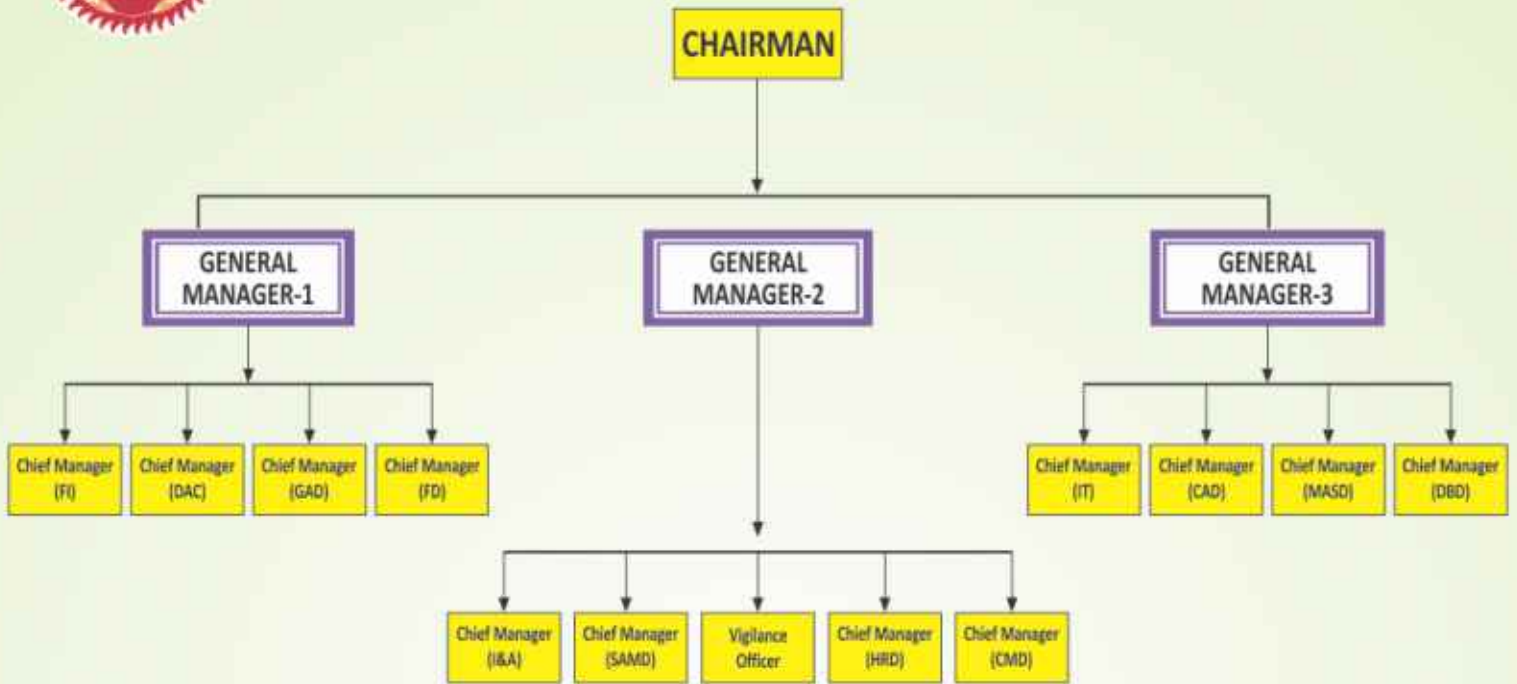 CHAIRMAN
GENERAL
MANAGER-1
GENERAL
MANAGER-2
GENERAL
MANAGER-3
Chief Manager
(FI)
Chief Manager
(DAC)
Chief Manager
(GAD)
Chief Manager
(FD)
Chief Manager
(IT)
Chief Manager
(CAD)
Chief Manager
(MASD)
Chief Manager
(DBD)
Chief Manager
(I&A)
Chief Manager
(SAMD)
Vigilance
Officer
Chief Manager
(HRD)
Chief Manager
(CMD)